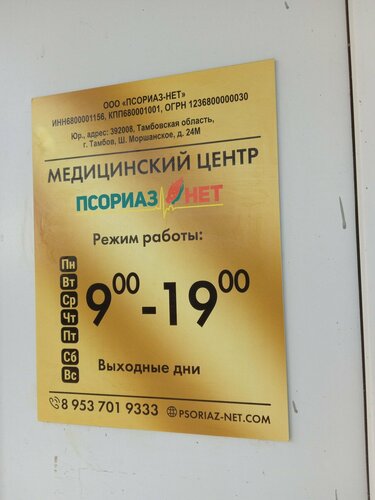 ООО «ПСОРИАЗ-НЕТ»
ИНН6800001156, КПП680001001, ОГРН 1236800000030
Юр., адрес: 392008, Тамбовская область,
г. Тамбов, Ш. Моршанское, д. 24М
МЕДИЦИНСКИЙ ЦЕНТР
ПСОРИАЗ НЕТ
Режим работы:
Пн
Вт
Ср
Чт
Пт
9⁰⁰ -19⁰⁰
Сб
Вс
Выходные дни
8 953 701 9333 PSORIAZ-NET.COM